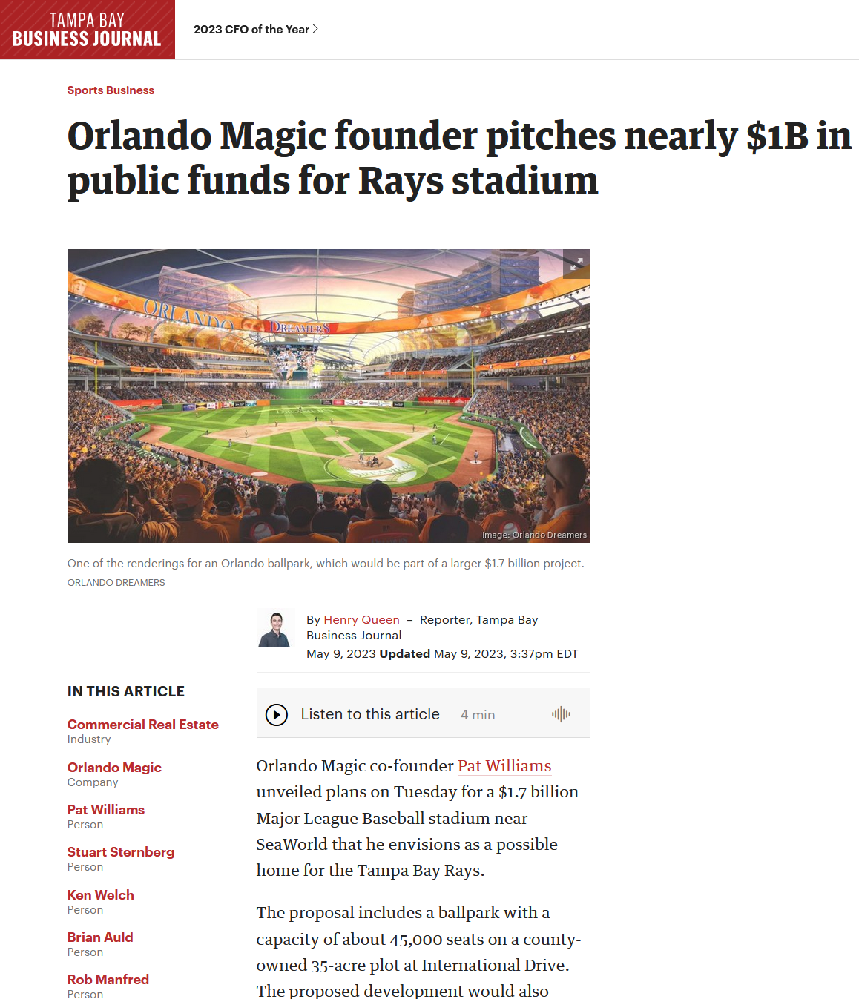 TAMPA BAY
BUSINESS JOURNAL
2023 CFO of the Year
Sports Business
Orlando Magic founder pitches nearly $1B in
public funds for Rays stadium
ORLANDO
DREAMERS
Image: Orlando Dreamers
One of the renderings for an Orlando ballpark, which would be part of a larger $1.7 billion project.
ORLANDO DREAMERS
By Henry Queen – Reporter, Tampa Bay
Business Journal
May 9, 2023 Updated May 9, 2023, 3:37pm EDT
IN THIS ARTICLE
Commercial Real Estate
Industry
Orlando Magic
Company
Pat Williams
Person
Stuart Sternberg
Person
Ken Welch
Person
Brian Auld
Person
Rob Manfred
Person
Listen to this article 4 min
Orlando Magic co-founder Pat Williams
unveiled plans on Tuesday for a $1.7 billion
Major League Baseball stadium near
SeaWorld that he envisions as a possible
home for the Tampa Bay Rays.
The proposal includes a ballpark with a
capacity of about 45,000 seats on a county-
owned 35-acre plot at International Drive.
The proposed development would also